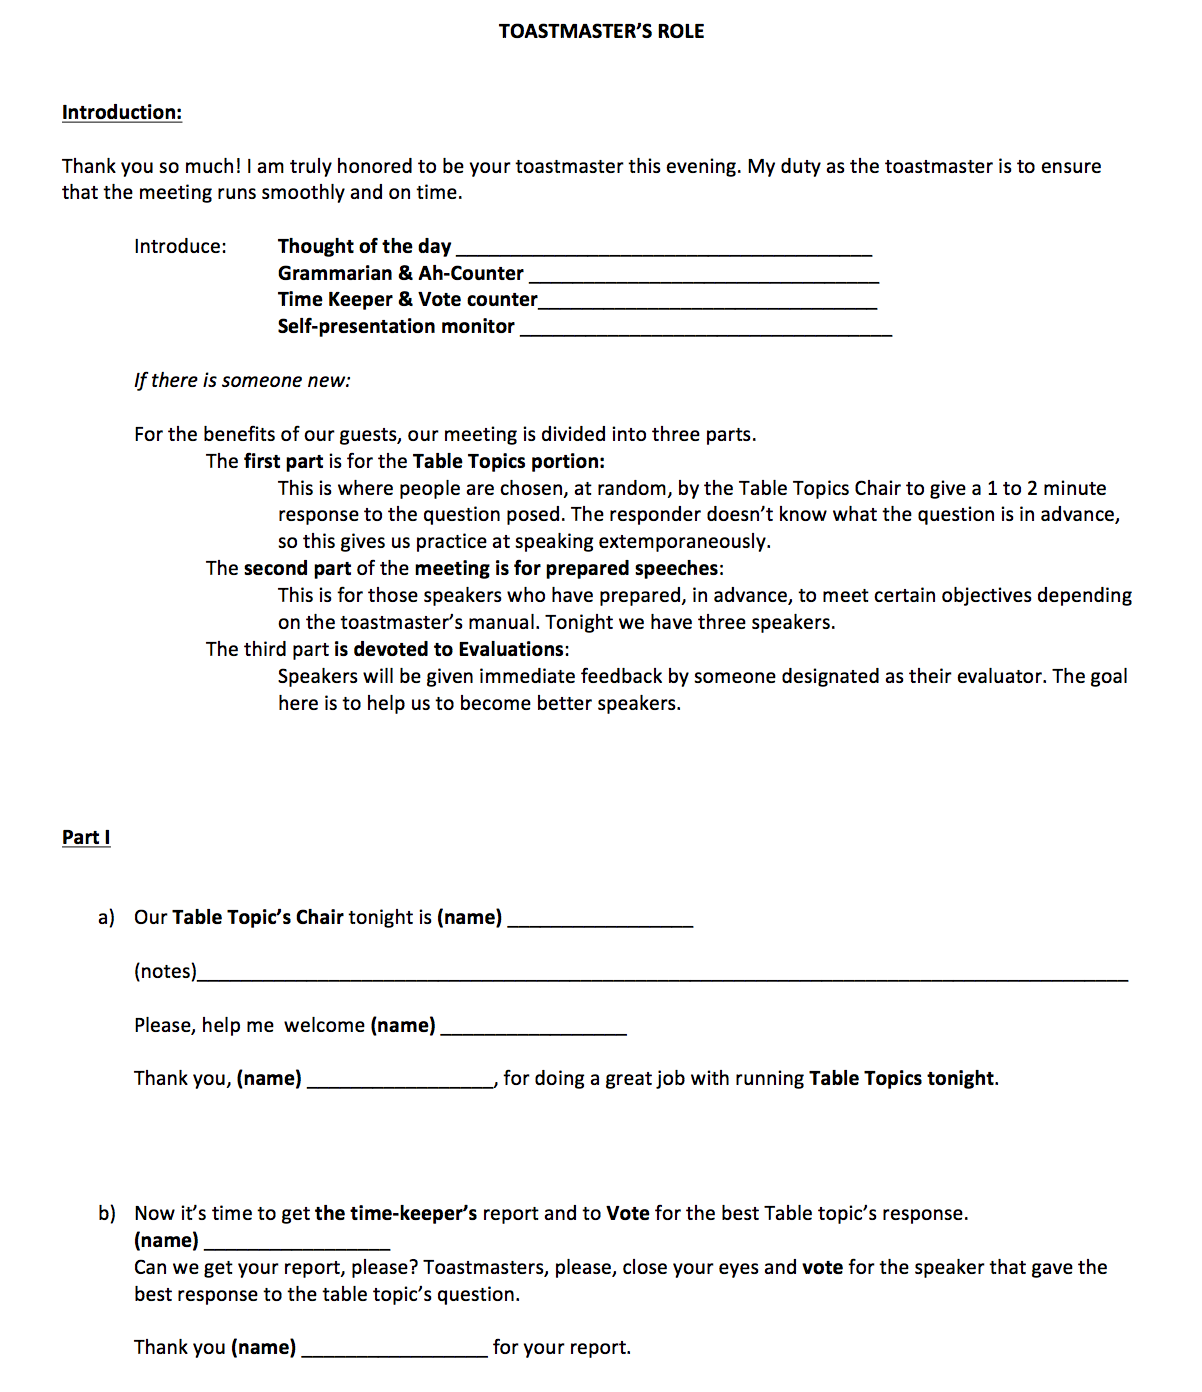 TOASTMASTER’S ROLE
Introduction:
Thank you so much! I am truly honored to be your toastmaster this evening. My duty as the toastmaster is to ensure
that the meeting runs smoothly and on time.
Introduce: Thought of the day ______________________________________
Grammarian & Ah-Counter ________________________________
Time Keeper & Vote counter_______________________________
Self-presentation monitor __________________________________
If there is someone new:
For the benefits of our guests, our meeting is divided into three parts.
The first part is for the Table Topics portion:
This is where people are chosen, at random, by the Table Topics Chair to give a 1 to 2 minute
response to the question posed. The responder doesn’t know what the question is in advance,
so this gives us practice at speaking extemporaneously.
The second part of the meeting is for prepared speeches:
This is for those speakers who have prepared, in advance, to meet certain objectives depending
on the toastmaster’s manual. Tonight we have three speakers.
The third part is devoted to Evaluations:
Speakers will be given immediate feedback by someone designated as their evaluator. The goal
here is to help us to become better speakers.
Part I
a) Our Table Topic’s Chair tonight is (name) _________________
(notes)_____________________________________________________________________________________
Please, help me  welcome (name) _________________
Thank you, (name) _________________, for doing a great job with running Table Topics tonight.
b) Now it’s time to get the time-keeper’s report and to Vote for the best Table topic’s response.
(name) _________________
Can we get your report, please? Toastmasters, please, close your eyes and vote for the speaker that gave the
best response to the table topic’s question.
Thank you (name) _________________ for your report.